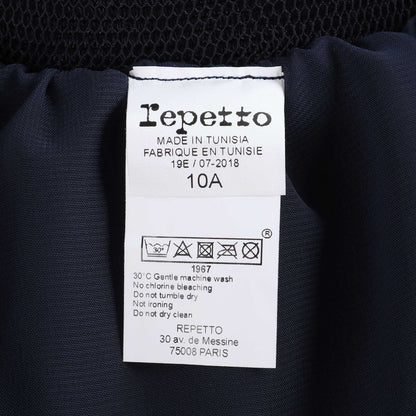 repetto
MADE IN TUNISIA
FABRIQUE EN TUNISIE
19E / 07-2018
10A
®
1967
30°C Gentle machine wash
No chlorine bleaching
Do not tumble dry
Not ironing
Do not dry clean
REPETTO
30 av. de Messine
75008 PARIS